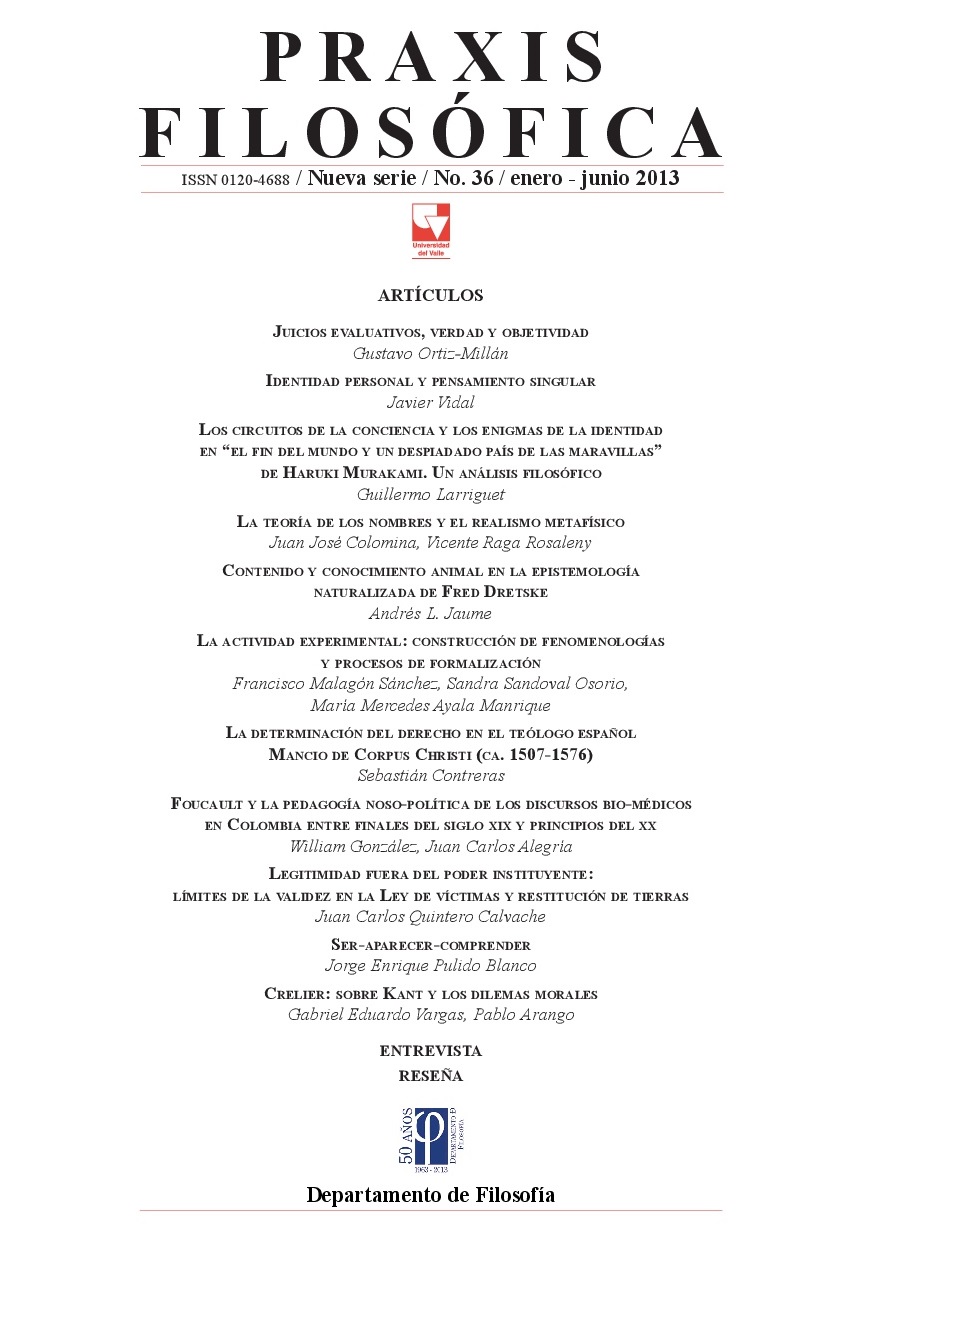 PRAXIS
FILOSÓFICA
ISSN 0120-4688 / Nueva serie / No. 36 / enero - junio 2013
Universidad
del Valle
ARTÍCULOS
Juicios evaluativos, verdad y objetividad
Gustavo Ortiz-Millán
Identidad personal y pensamiento singular
Javier Vidal
Los circuitos de la conciencia y los enigmas de la identidad
en “el fin del mundo y un despiadado país de las maravillas”
de Haruki Murakami. Un análisis filosófico
Guillermo Larriguet
La teoría de los nombres y el realismo metafísico
Juan José Colomina, Vicente Raga Rosaleny
Contenido y conocimiento animal en la epistemología
naturalizada de Fred Dretske
Andrés L. Jaume
La actividad experimental: construcción de fenomenologías
y procesos de formalización
Francisco Malagón Sánchez, Sandra Sandoval Osorio,
María Mercedes Ayala Manrique
La determinación del derecho en el teólogo español
Mancio de Corpus Christi (ca. 1507-1576)
Sebastián Contreras
Foucault y la pedagogía noso-política de los discursos bio-médicos
en Colombia entre finales del siglo xix y principios del xx
William González, Juan Carlos Alegría
Legitimidad fuera del poder instituyente:
límites de la validez en la Ley de víctimas y restitución de tierras
Juan Carlos Quintero Calvache
Ser-aparecer-comprender
Jorge Enrique Pulido Blanco
Crelier: sobre Kant y los dilemas morales
Gabriel Eduardo Vargas, Pablo Arango
ENTREVISTA
RESEÑA
50 AÑOS
φ
Departamento de
Filosofía
1963 - 2013
Departamento de Filosofía